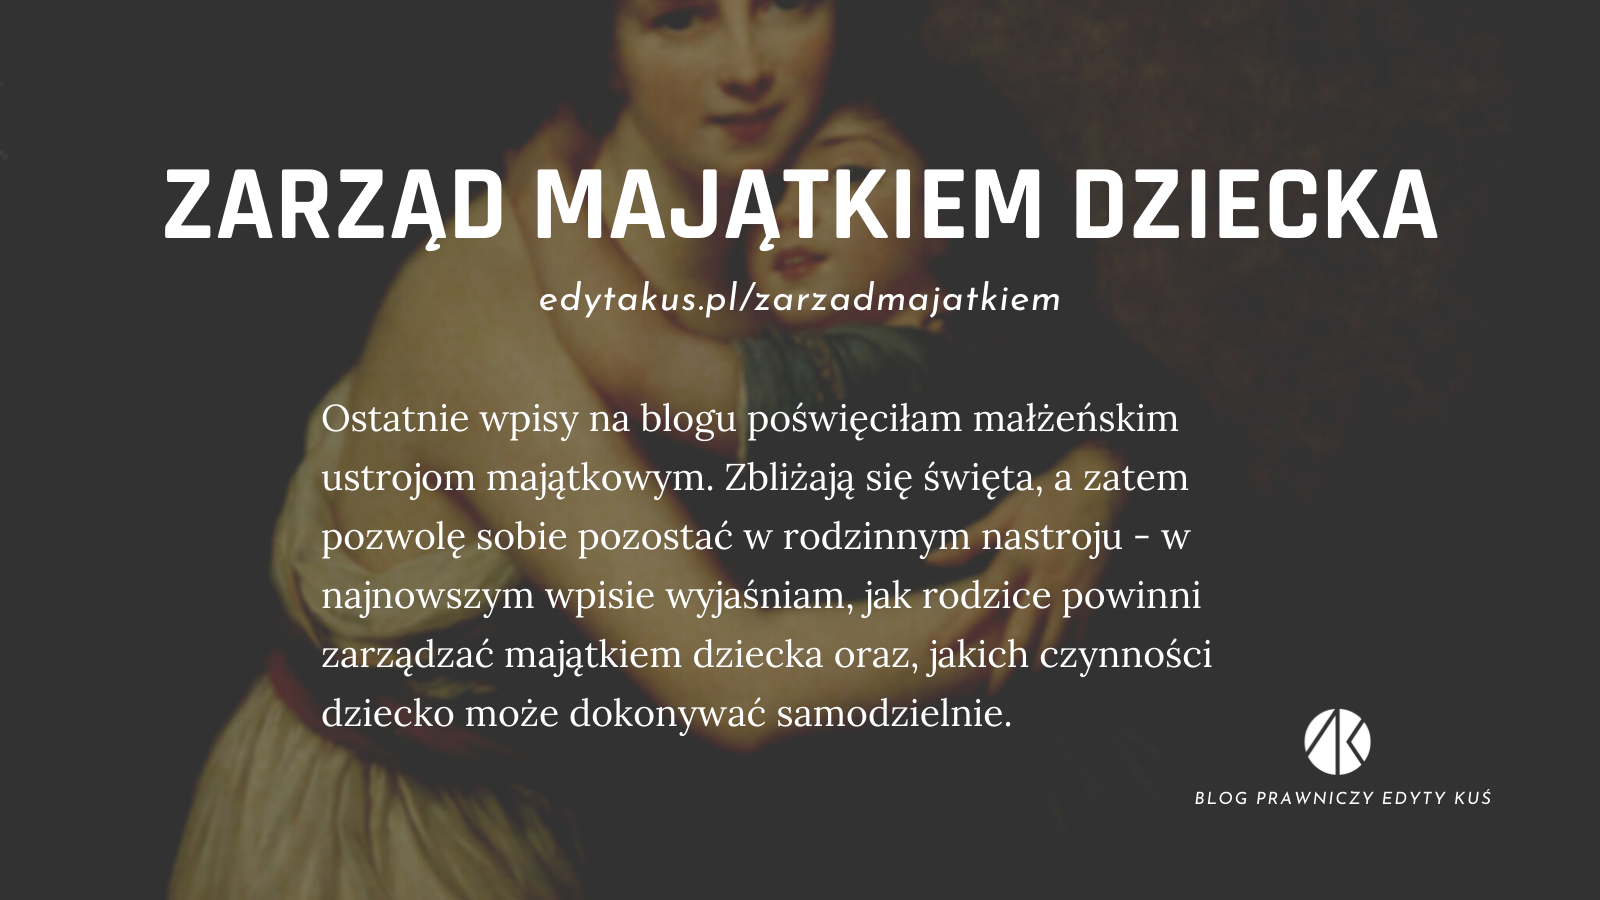 ZARZĄD MAJĄTKIEM DZIECKA
edytakus.pl/zarzadmajatkiem
Ostatnie wpisy na blogu poświęciłam małżeńskim
ustrojom majątkowym. Zbliżają się święta, a zatem
pozwolę sobie pozostać w rodzinnym nastroju - w
najnowszym wpisie wyjaśniam, jak rodzice powinni
zarządzać majątkiem dziecka oraz, jakich czynności
dziecko może dokonywać samodzielnie.
BLOG PRAWNICZY EDYTY KUŚ